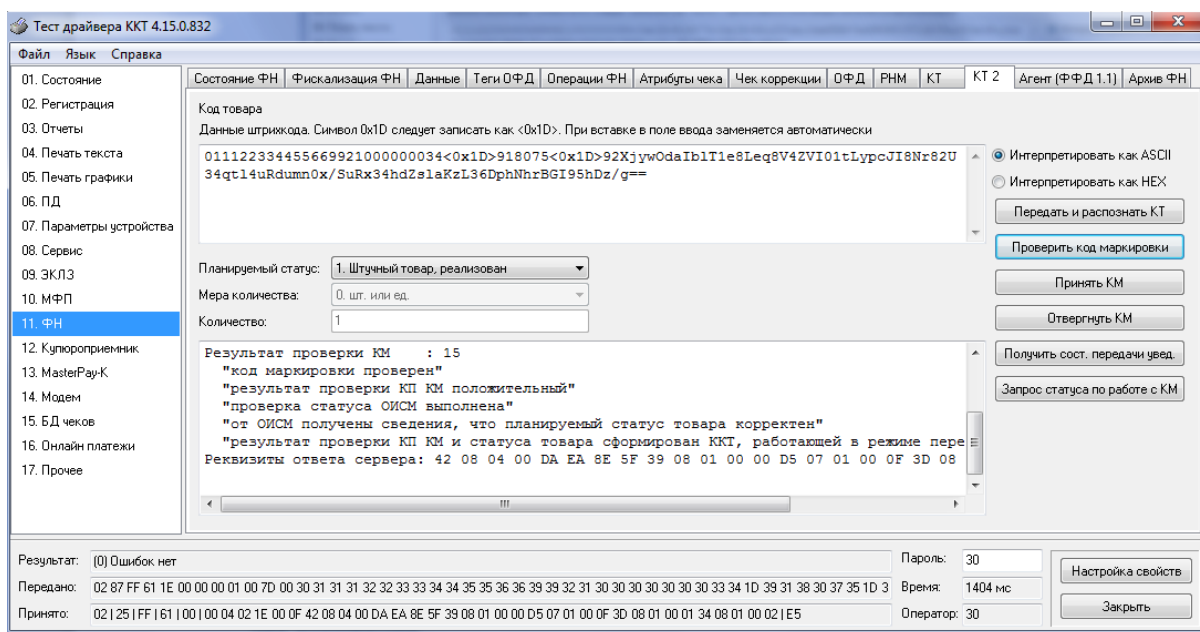 Тест драйвера ККТ 4.15.0.832
Файл Язык Справка
01. Состояние
02. Регистрация
03. Отчеты
04. Печать текста
05. Печать графики
06. ПД
07. Параметры устройства
08. Сервис
09. ЭКЛЗ
10. МФП
11. ФН
12. Купюроприемник
13. MasterPay-K
14. Модем
15. БД чеков
16. Онлайн платежи
17. Прочее
Состояние ФН Фискализация ФН Данные Теги ОФД Операции ФН Атрибуты чека Чек коррекции ОФД РНМ КТ КТ 2 Агент (ФФД 1.1) Архив ФН
Код товара
Данные штрихкода. Символ 0x1D следует записать как <0x1D>. При вставке в поле ввода заменяется автоматически
011122334455669921000000034<0x1D>918075<0x1D>92XjywOdaIblT1e8Leq8V4ZVI01tLypcJI8Nr82U
34qtl4uRdumn0x/SuRx34hdZslaKzL36DphNhrBGI95hDz/g==
Интерпретировать как ASCII
Интерпретировать как HEX
Передать и распознать КТ
Проверить код маркировки
Принять КМ
Отвергнуть КМ
Получить сост. передачи увед.
Запрос статуса по работе с КМ
Планируемый статус: 1. Штучный товар, реализован
Мера количества: 0. шт. или ед.
Количество: 1
Результат проверки КМ : 15
"код маркировки проверен"
"результат проверки КП КМ положительный"
"проверка статуса ОИСМ выполнена"
"от ОИСМ получены сведения, что планируемый статус товара корректен"
"результат проверки КП КМ и статуса товара сформирован ККТ, работающей в режиме пере
Реквизиты ответа сервера: 42 08 04 00 DA EA 8E 5F 39 08 01 00 00 D5 07 01 00 0F 3D 08
Результат: (0) Ошибок нет
Передано: 02 87 FF 61 1E 00 00 00 01 00 7D 00 30 31 31 31 32 32 33 33 34 34 35 35 36 36 39 39 32 31 30 30 30 30 30 30 30 33 34 1D 39 31 38 30 37 35 1D 3
Принято: 02 | 25 | FF | 61 | 00 | 00 04 02 1E 00 0F 42 08 04 00 DA EA 8E 5F 39 08 01 00 00 D5 07 01 00 0F 3D 08 01 00 01 34 08 01 00 02 | E5
Пароль: 30
Время: 1404 мс
Оператор: 30
Настройка свойств
Закрыть